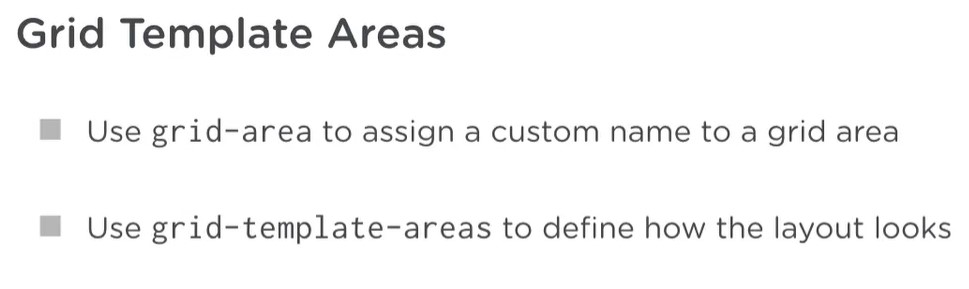 Grid Template Areas
Use grid-area to assign a custom name to a grid area
Use grid-template-areas to define how the layout looks